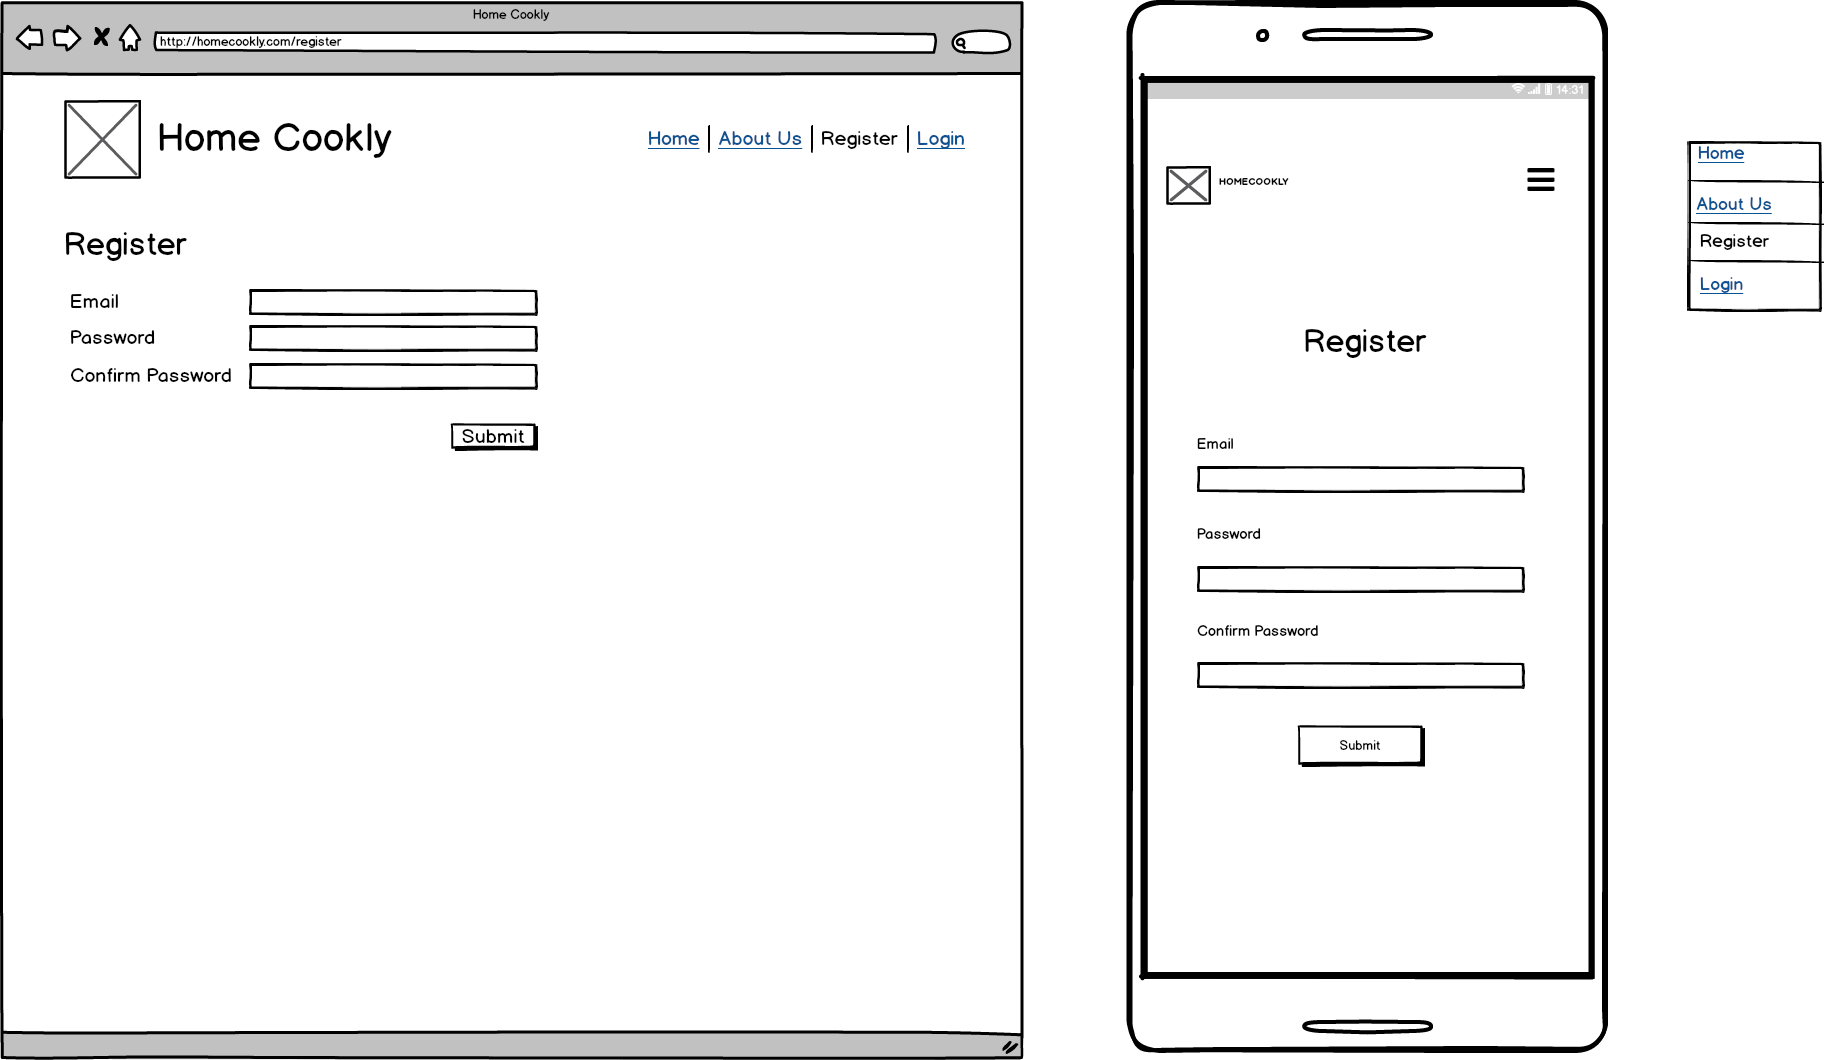 Home Cookly
http://homecookly.com/register
Home Cookly
Home | About Us | Register | Login
Register
Email
Password
Confirm Password
Submit
14:31
HOMECOOKLY
Register
Email
Password
Confirm Password
Submit
Home
About Us
Register
Login